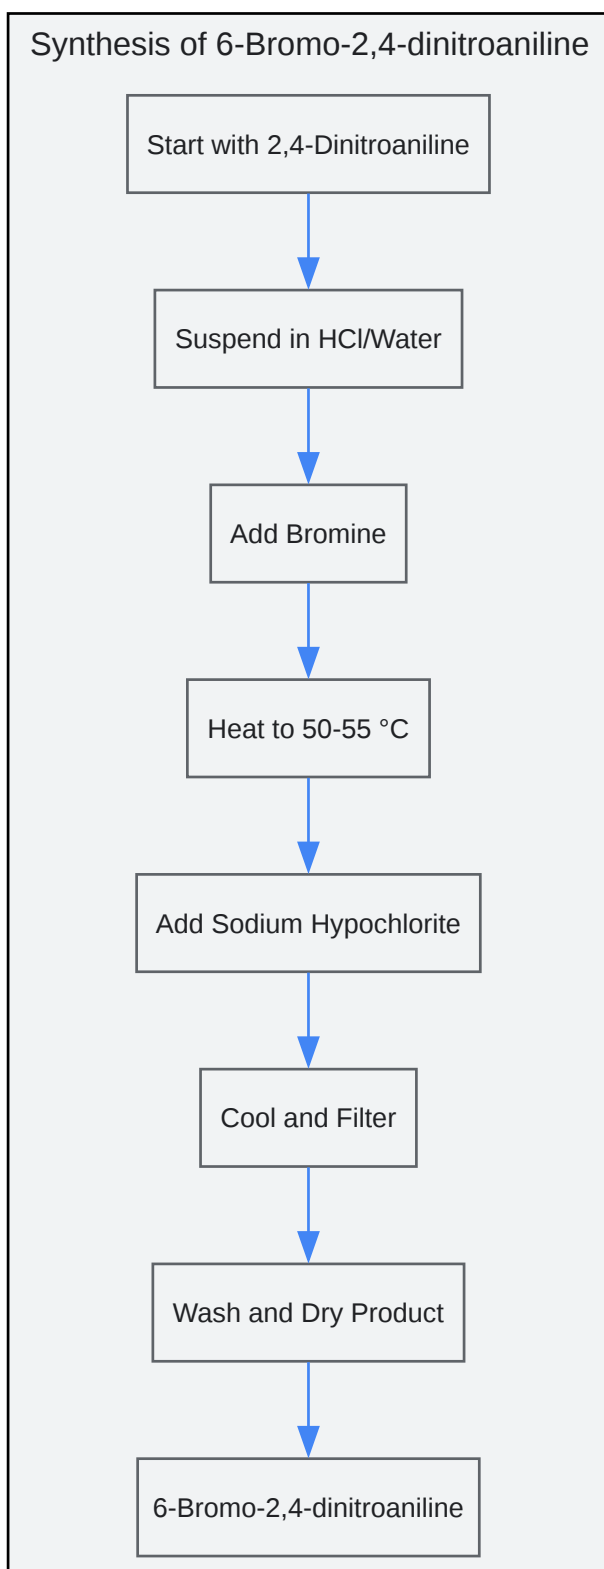 Synthesis of 6-Bromo-2,4-dinitroaniline
Start with 2,4-Dinitroaniline
Suspend in HCl/Water
Add Bromine
Heat to 50-55 °C
Add Sodium Hypochlorite
Cool and Filter
Wash and Dry Product
6-Bromo-2,4-dinitroaniline